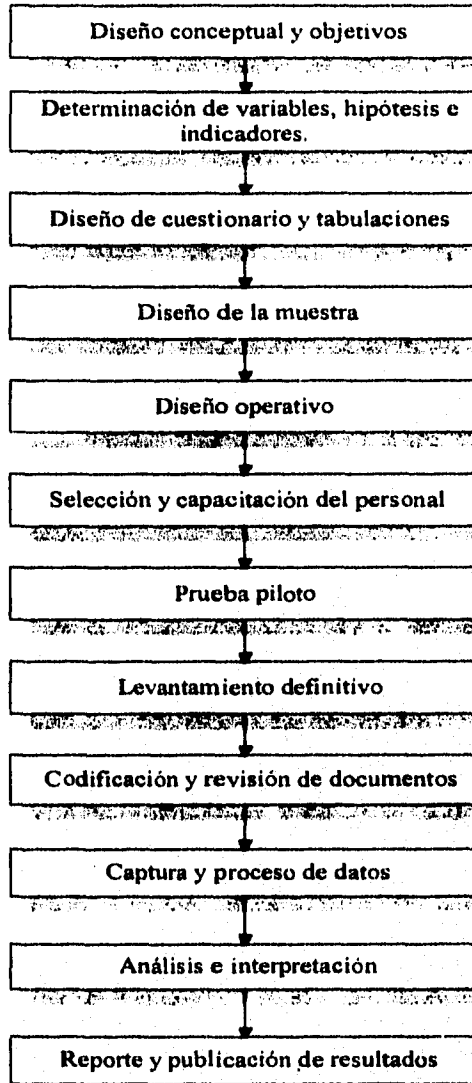 Diseño conceptual y objetivos
Determinación de variables, hipótesis e
indicadores.
Diseño de cuestionario y tabulaciones
Diseño de la muestra
Diseño operativo
Selección y capacitación del personal
Prueba piloto
Levantamiento definitivo
Codificación y revisión de documentos
Captura y proceso de datos
Análisis e interpretación
Reporte y publicación de resultados